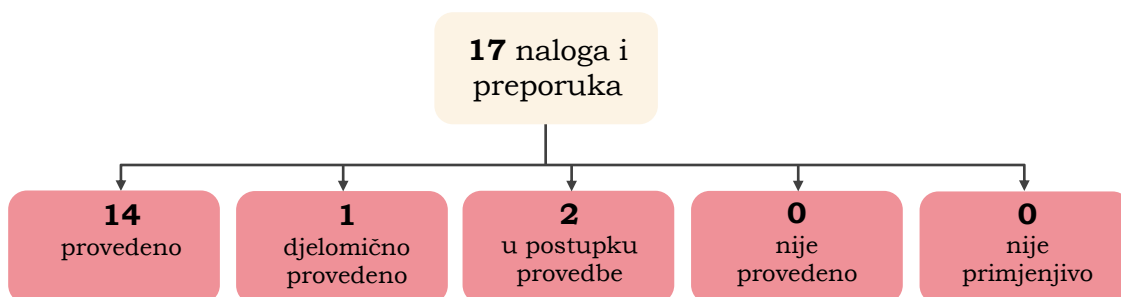 17 naloga i
preporuka
14
provedeno
1
djelomično
provedeno
2
u postupku
provedbe
0
nije
provedeno
0
nije
primjenjivo